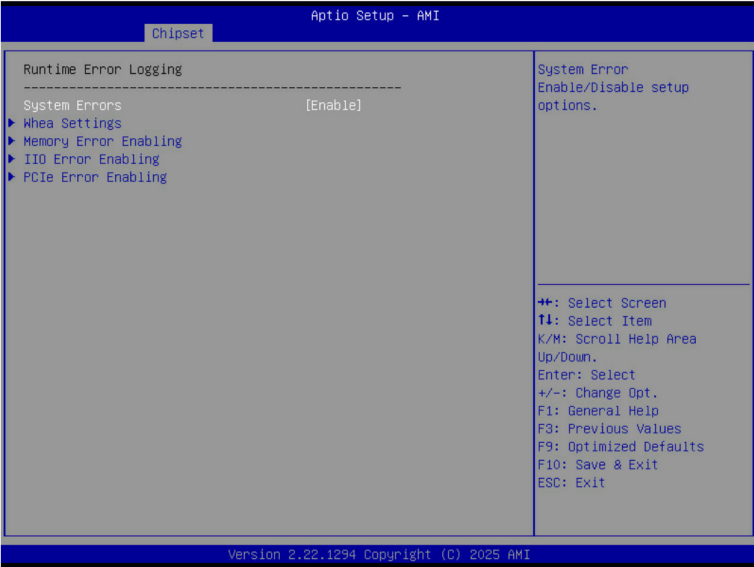 Aptio Setup – AMI
Chipset
Runtime Error Logging
--------------------------------------------------
System Errors [Enable]
Whea Settings
Memory Error Enabling
IIO Error Enabling
PCIe Error Enabling
System Error
Enable/Disable setup
options.
→←: Select Screen
↑↓: Select Item
K/M: Scroll Help Area
Up/Down.
Enter: Select
+/-: Change Opt.
F1: General Help
F3: Previous Values
F9: Optimized Defaults
F10: Save & Exit
ESC: Exit
Version 2.22.1294 Copyright (C) 2025 AMI